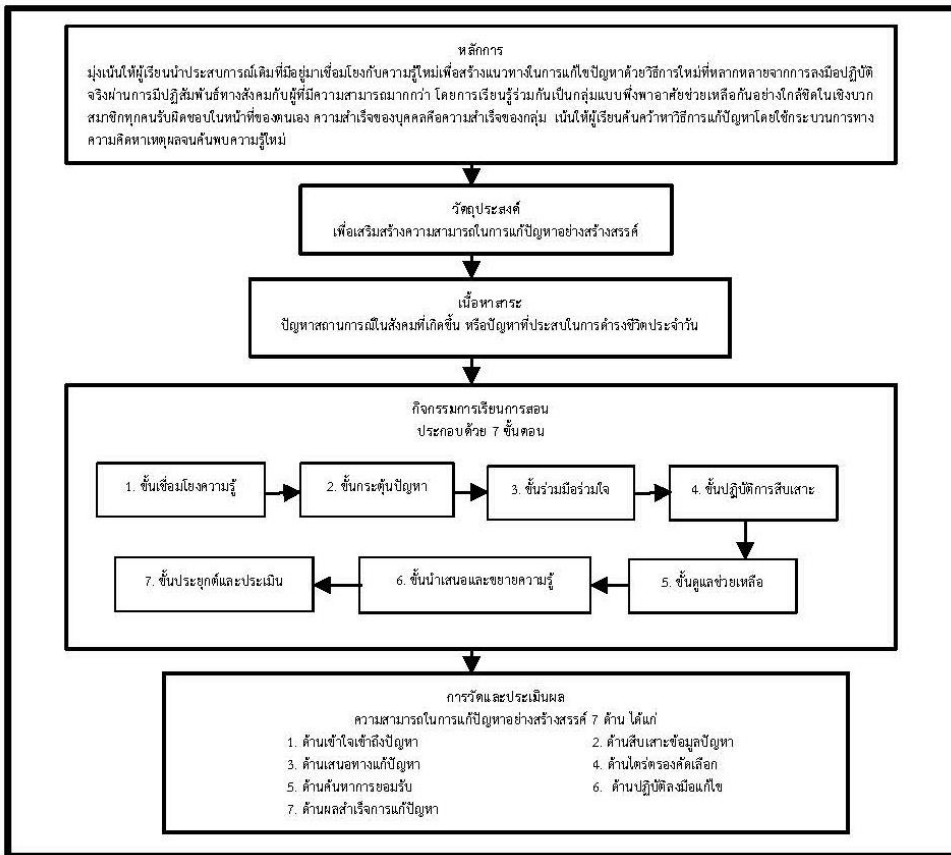 หลักการ
มุ่งเน้นให้ผู้เรียนนำประสบการณ์เดิมที่มีอยู่มาเชื่อมโยงกับความรู้ใหม่เพื่อสร้างแนวทางในการแก้ไขปัญหาด้วยวิธีการใหม่ที่หลากหลายจากการลงมือปฏิบัติ
จริงผ่านการมีปฏิสัมพันธ์ทางสังคมกับผู้ที่มีความสามารถมากกว่า โดยการเรียนรู้ร่วมกันเป็นกลุ่มแบบพึ่งพาอาศัยช่วยเหลือกันอย่างใกล้ชิดในเชิงบวก
สมาชิกทุกคนรับผิดชอบในหน้าที่ของตนเอง ความสำเร็จของบุคคลคือความสำเร็จของกลุ่ม เน้นให้ผู้เรียนค้นคว้าหาวิธีการแก้ปัญหาโดยใช้กระบวนการทาง
ความคิดหาเหตุผลจนค้นพบความรู้ใหม่
วัตถุประสงค์
เพื่อเสริมสร้างความสามารถในการแก้ปัญหาอย่างสร้างสรรค์
เนื้อหาสาระ
ปัญหาสถานการณ์ในสังคมที่เกิดขึ้น หรือปัญหาที่ประสบในการดำรงชีวิตประจำวัน
กิจกรรมการเรียนการสอน
ประกอบด้วย 7 ขั้นตอน
1. ขั้นเชื่อมโยงความรู้
2. ขั้นกระตุ้นปัญหา
3. ขั้นร่วมมือร่วมใจ
4. ขั้นปฏิบัติการสืบเสาะ
5. ขั้นดูแลช่วยเหลือ
6. ขั้นนำเสนอและขยายความรู้
7. ขั้นประยุกต์และประเมิน
การวัดและประเมินผล
ความสามารถในการแก้ปัญหาอย่างสร้างสรรค์ 7 ด้าน ได้แก่
1. ด้านเข้าใจเข้าถึงปัญหา
2. ด้านสืบเสาะข้อมูลปัญหา
3. ด้านเสนอทางแก้ปัญหา
4. ด้านไตร่ตรองคัดเลือก
5. ด้านค้นหาการยอมรับ
6. ด้านปฏิบัติลงมือแก้ไข
7. ด้านผลสำเร็จการแก้ปัญหา